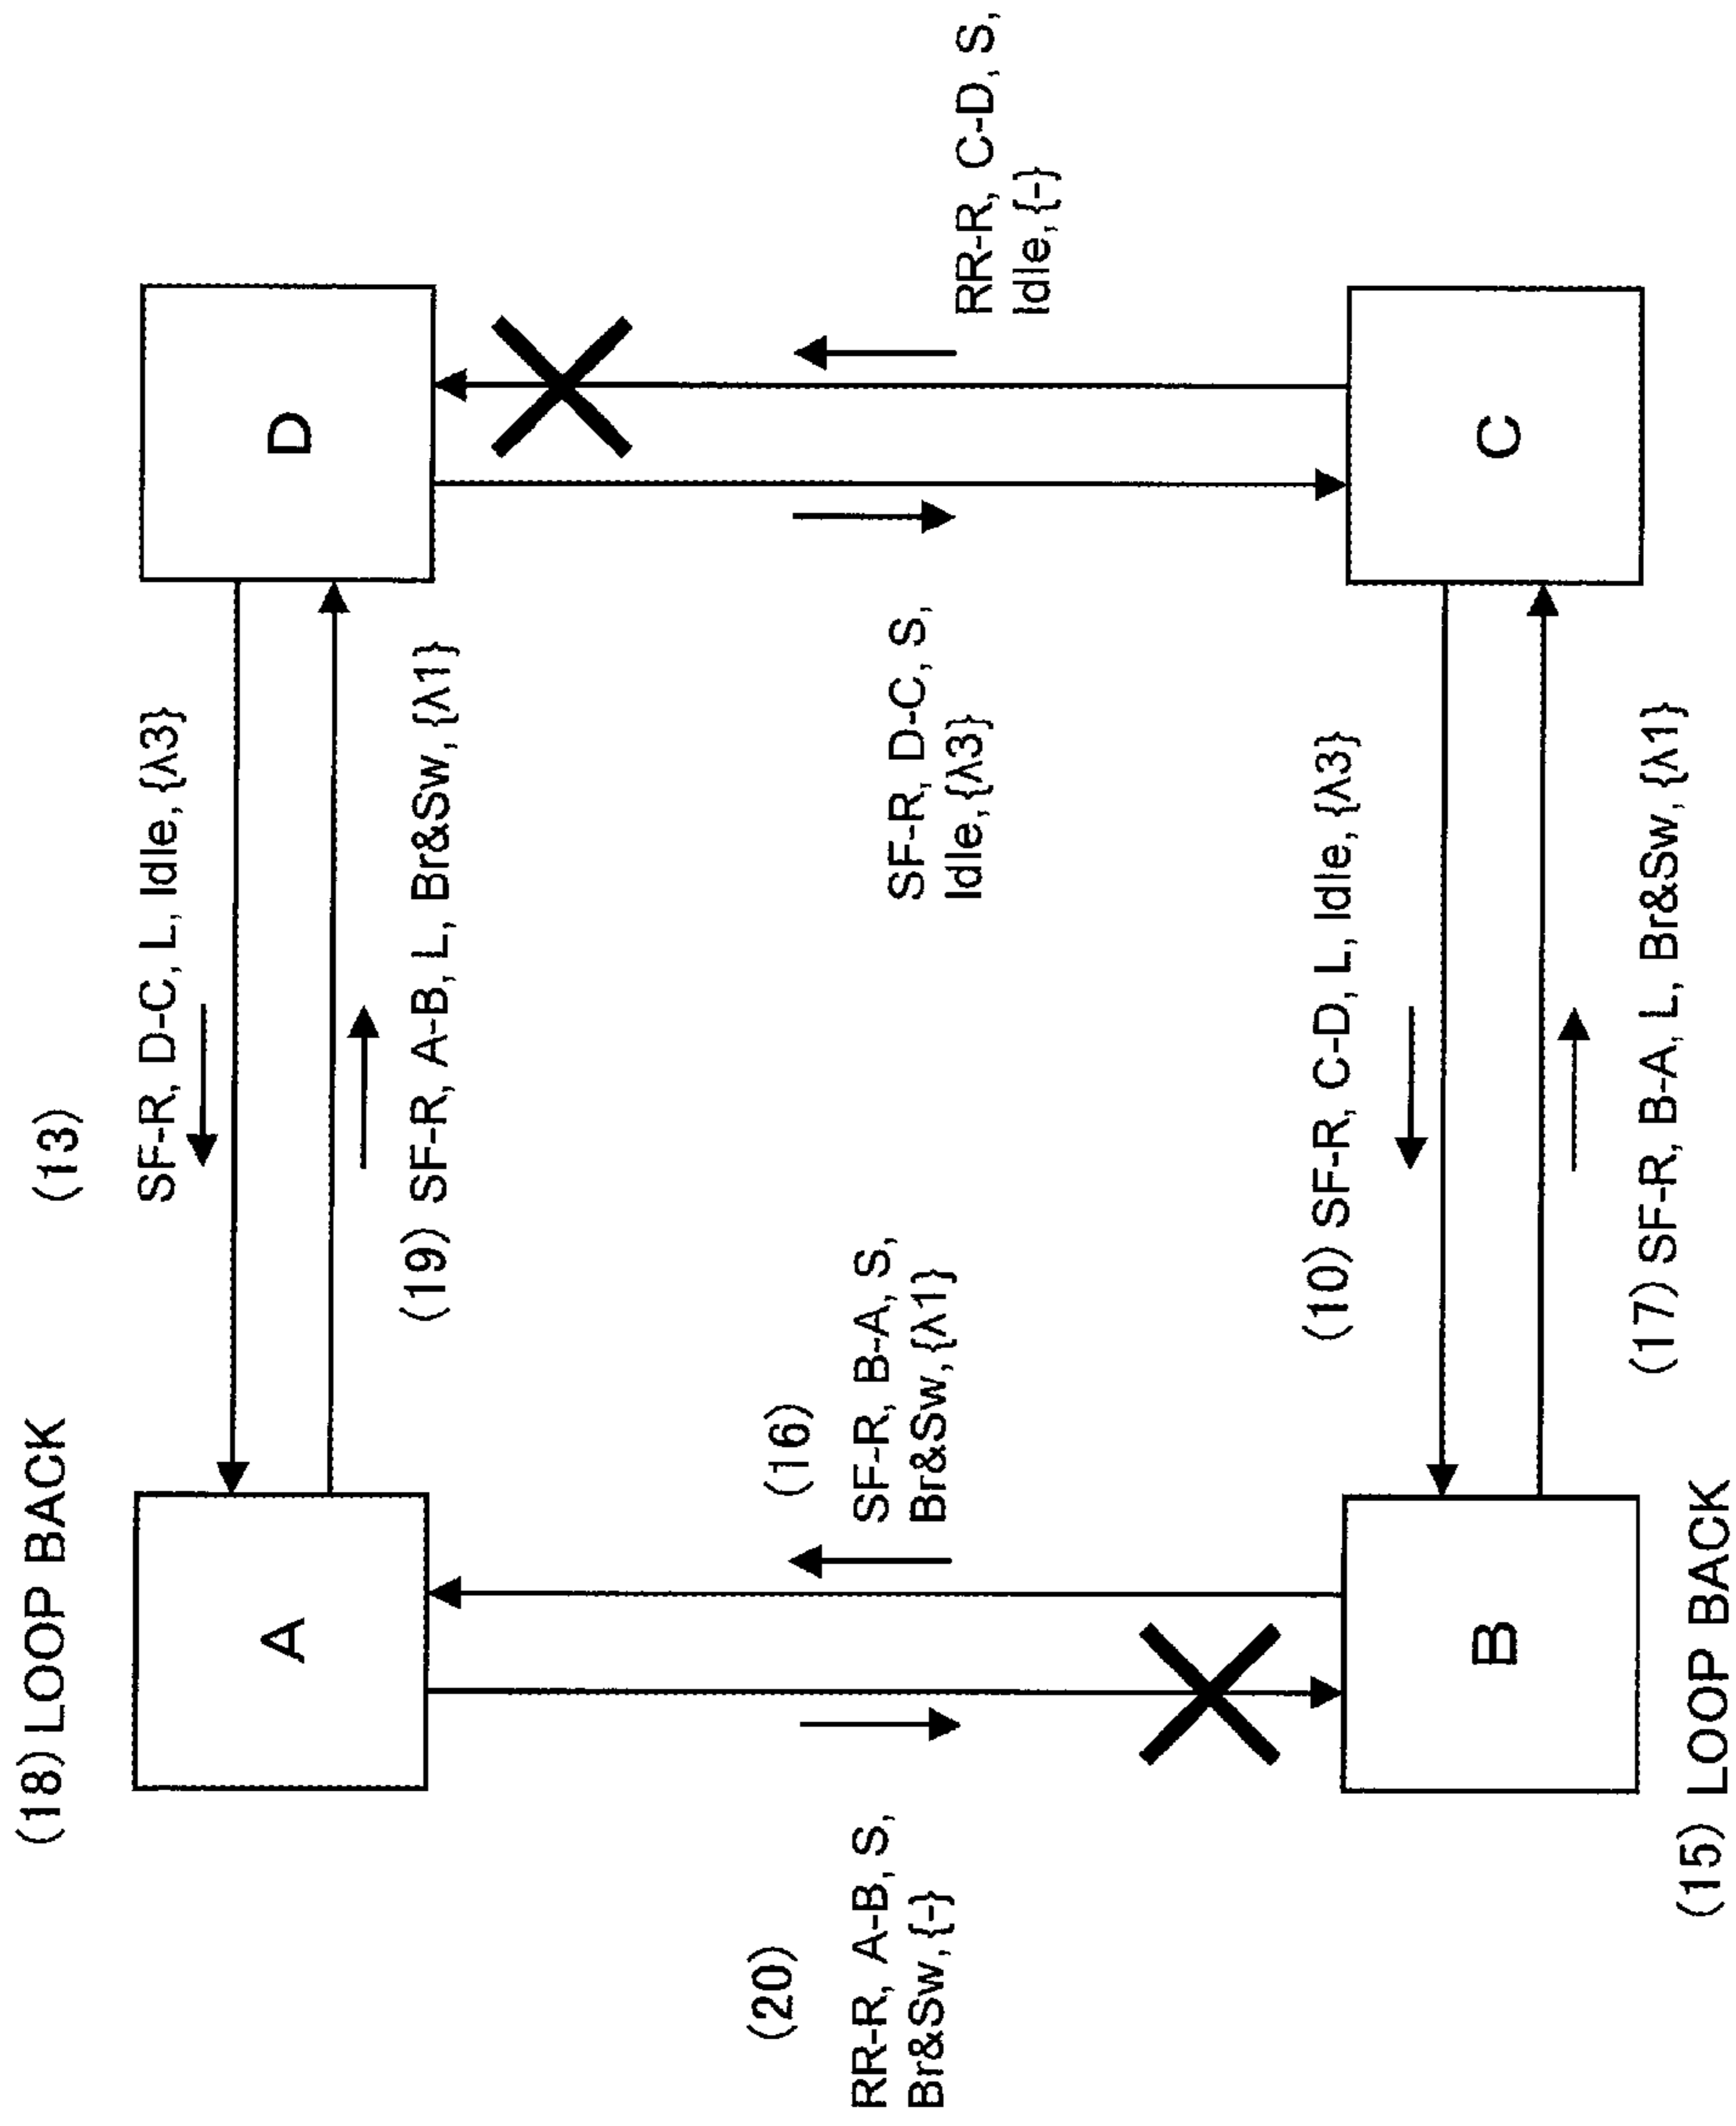 (18) LOOP BACK
(13)
SF-R, D-C, L, Idle, {λ3}
A
D
(19) SF-R, A-B, L, Br&Sw, {λ1}
(20)
RR-R, A-B, S,
Br&Sw, {-}
(16)
SF-R, B-A, S,
Br&Sw, {λ1}
SF-R, D-C, S,
Idle, {λ3}
RR-R, C-D, S,
Idle, {-}
(10) SF-R, C-D, L, Idle, {λ3}
B
C
(15) LOOP BACK
(17) SF-R, B-A, L, Br&Sw, {λ1}